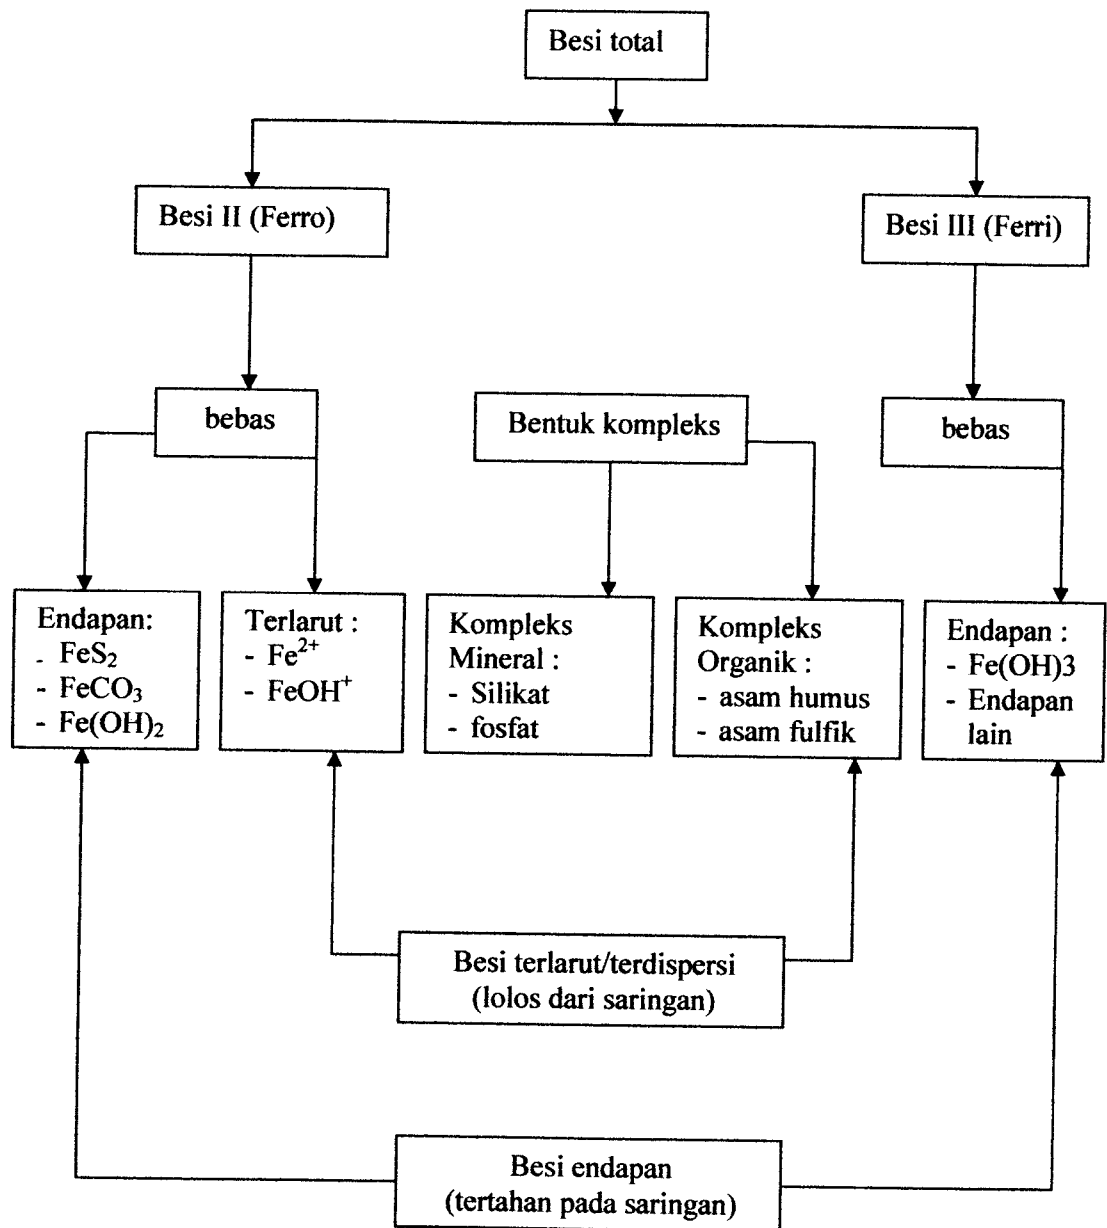 Besi total
Besi II (Ferro)
Besi III (Ferri)
bebas
Bentuk kompleks
bebas
Endapan:
- FeS₂
- FeCO₃
- Fe(OH)₂
Terlarut :
- Fe²⁺
- FeOH⁺
Kompleks
Mineral :
- Silikat
- fosfat
Kompleks
Organik :
- asam humus
- asam fulfik
Endapan :
- Fe(OH)3
- Endapan
lain
Besi terlarut/terdispersi
(lolos dari saringan)
Besi endapan
(tertahan pada saringan)